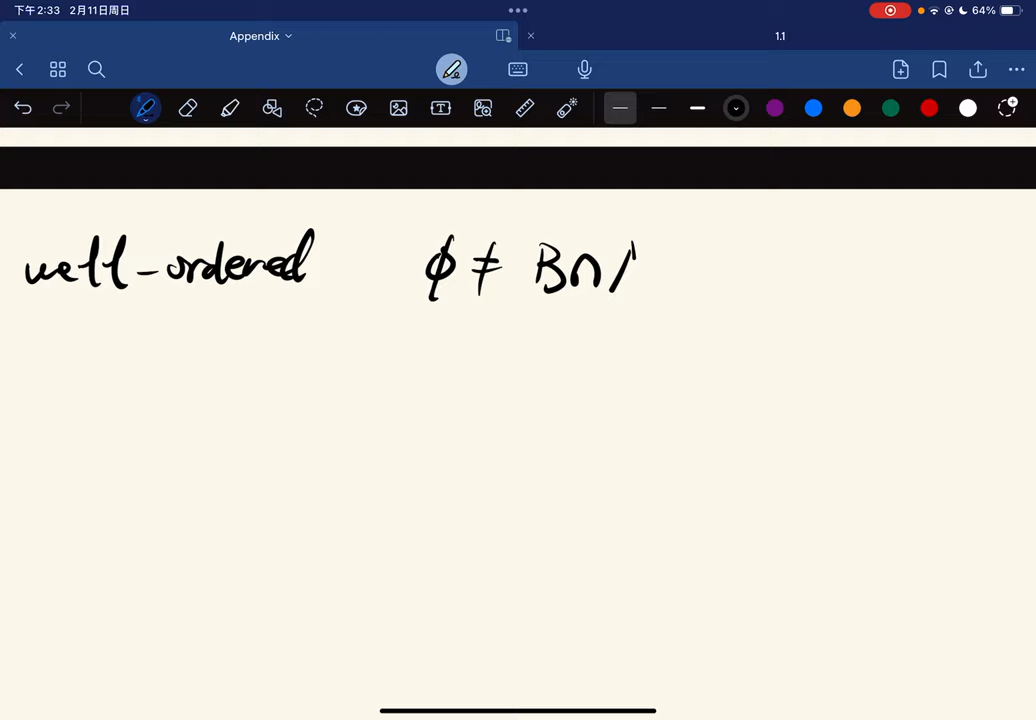 下午2:33 2月11日周日 64%
Appendix 1.1
well-ordered ϕ ≠ B∩